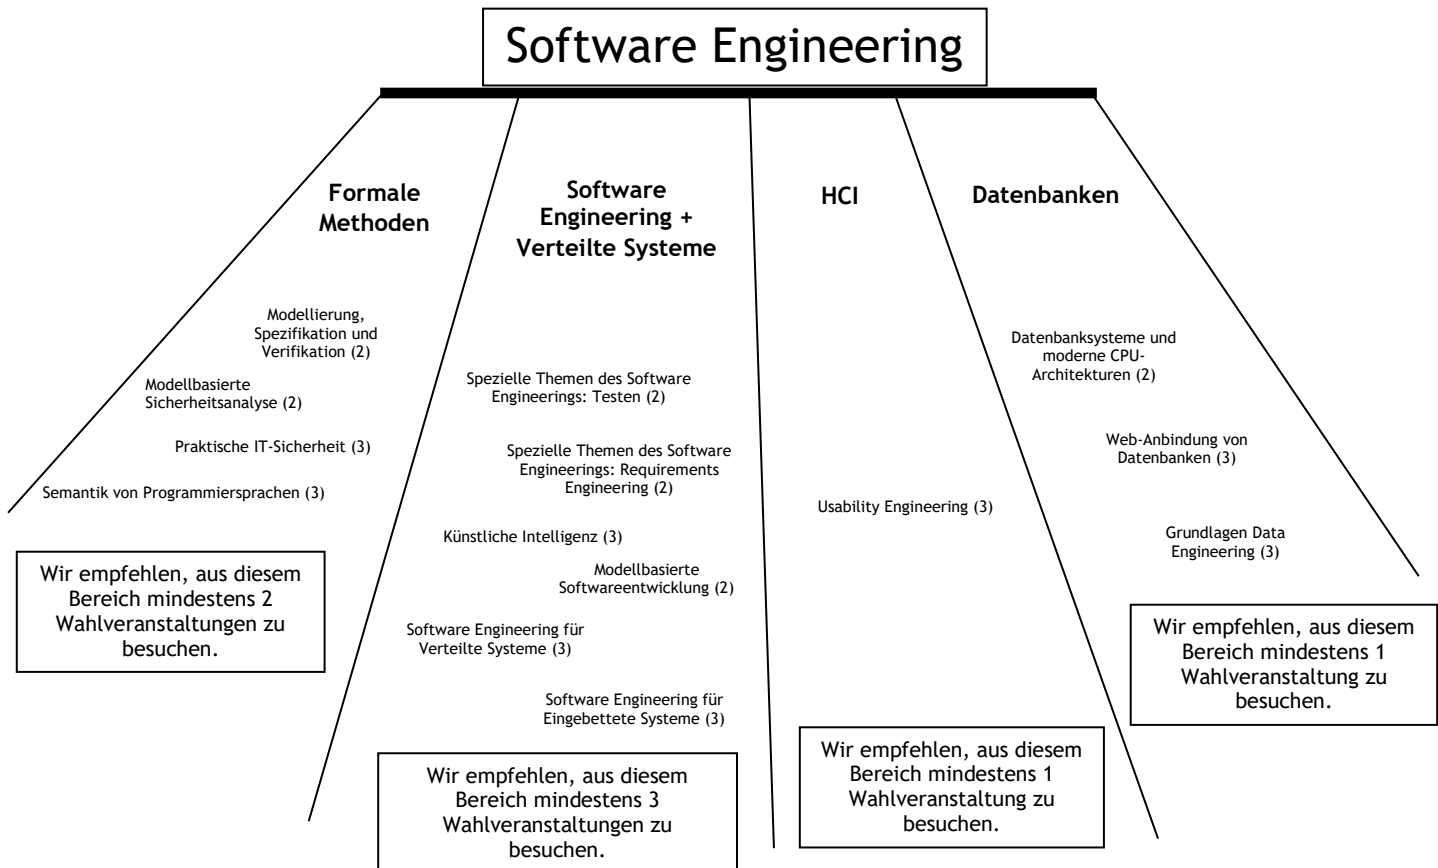 Software Engineering
Formale
Methoden
Modellierung,
Spezifikation und
Verifikation (2)
Modellbasierte
Sicherheitsanalyse (2)
Praktische IT-Sicherheit (3)
Semantik von Programmiersprachen (3)
Wir empfehlen, aus diesem
Bereich mindestens 2
Wahlveranstaltungen zu
besuchen.
Software
Engineering +
Verteilte Systeme
Spezielle Themen des Software
Engineerings: Testen (2)
Spezielle Themen des Software
Engineerings: Requirements
Engineering (2)
Künstliche Intelligenz (3)
Modellbasierte
Softwareentwicklung (2)
Software Engineering für
Verteilte Systeme (3)
Software Engineering für
Eingebettete Systeme (3)
Wir empfehlen, aus diesem
Bereich mindestens 3
Wahlveranstaltungen zu
besuchen.
HCI
Usability Engineering (3)
Wir empfehlen, aus diesem
Bereich mindestens 1
Wahlveranstaltung zu
besuchen.
Datenbanken
Datenbanksysteme und
moderne CPU-
Architekturen (2)
Web-Anbindung von
Datenbanken (3)
Grundlagen Data
Engineering (3)
Wir empfehlen, aus diesem
Bereich mindestens 1
Wahlveranstaltung zu
besuchen.